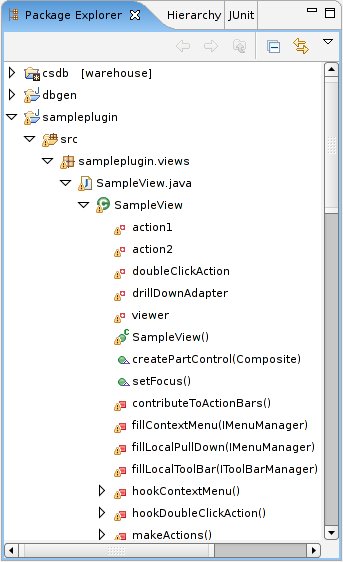 Package Explorer Hierarchy JUnit
csdb [warehouse]
dbgen
sampleplugin
src
sampleplugin.views
SampleView.java
SampleView
action1
action2
doubleClickAction
drillDownAdapter
viewer
SampleView()
createPartControl(Composite)
setFocus()
contributeToActionBars()
fillContextMenu(IMenuManager)
fillLocalPullDown(IMenuManager)
fillLocalToolBar(IToolBarManager)
hookContextMenu()
hookDoubleClickAction()
makeActions()